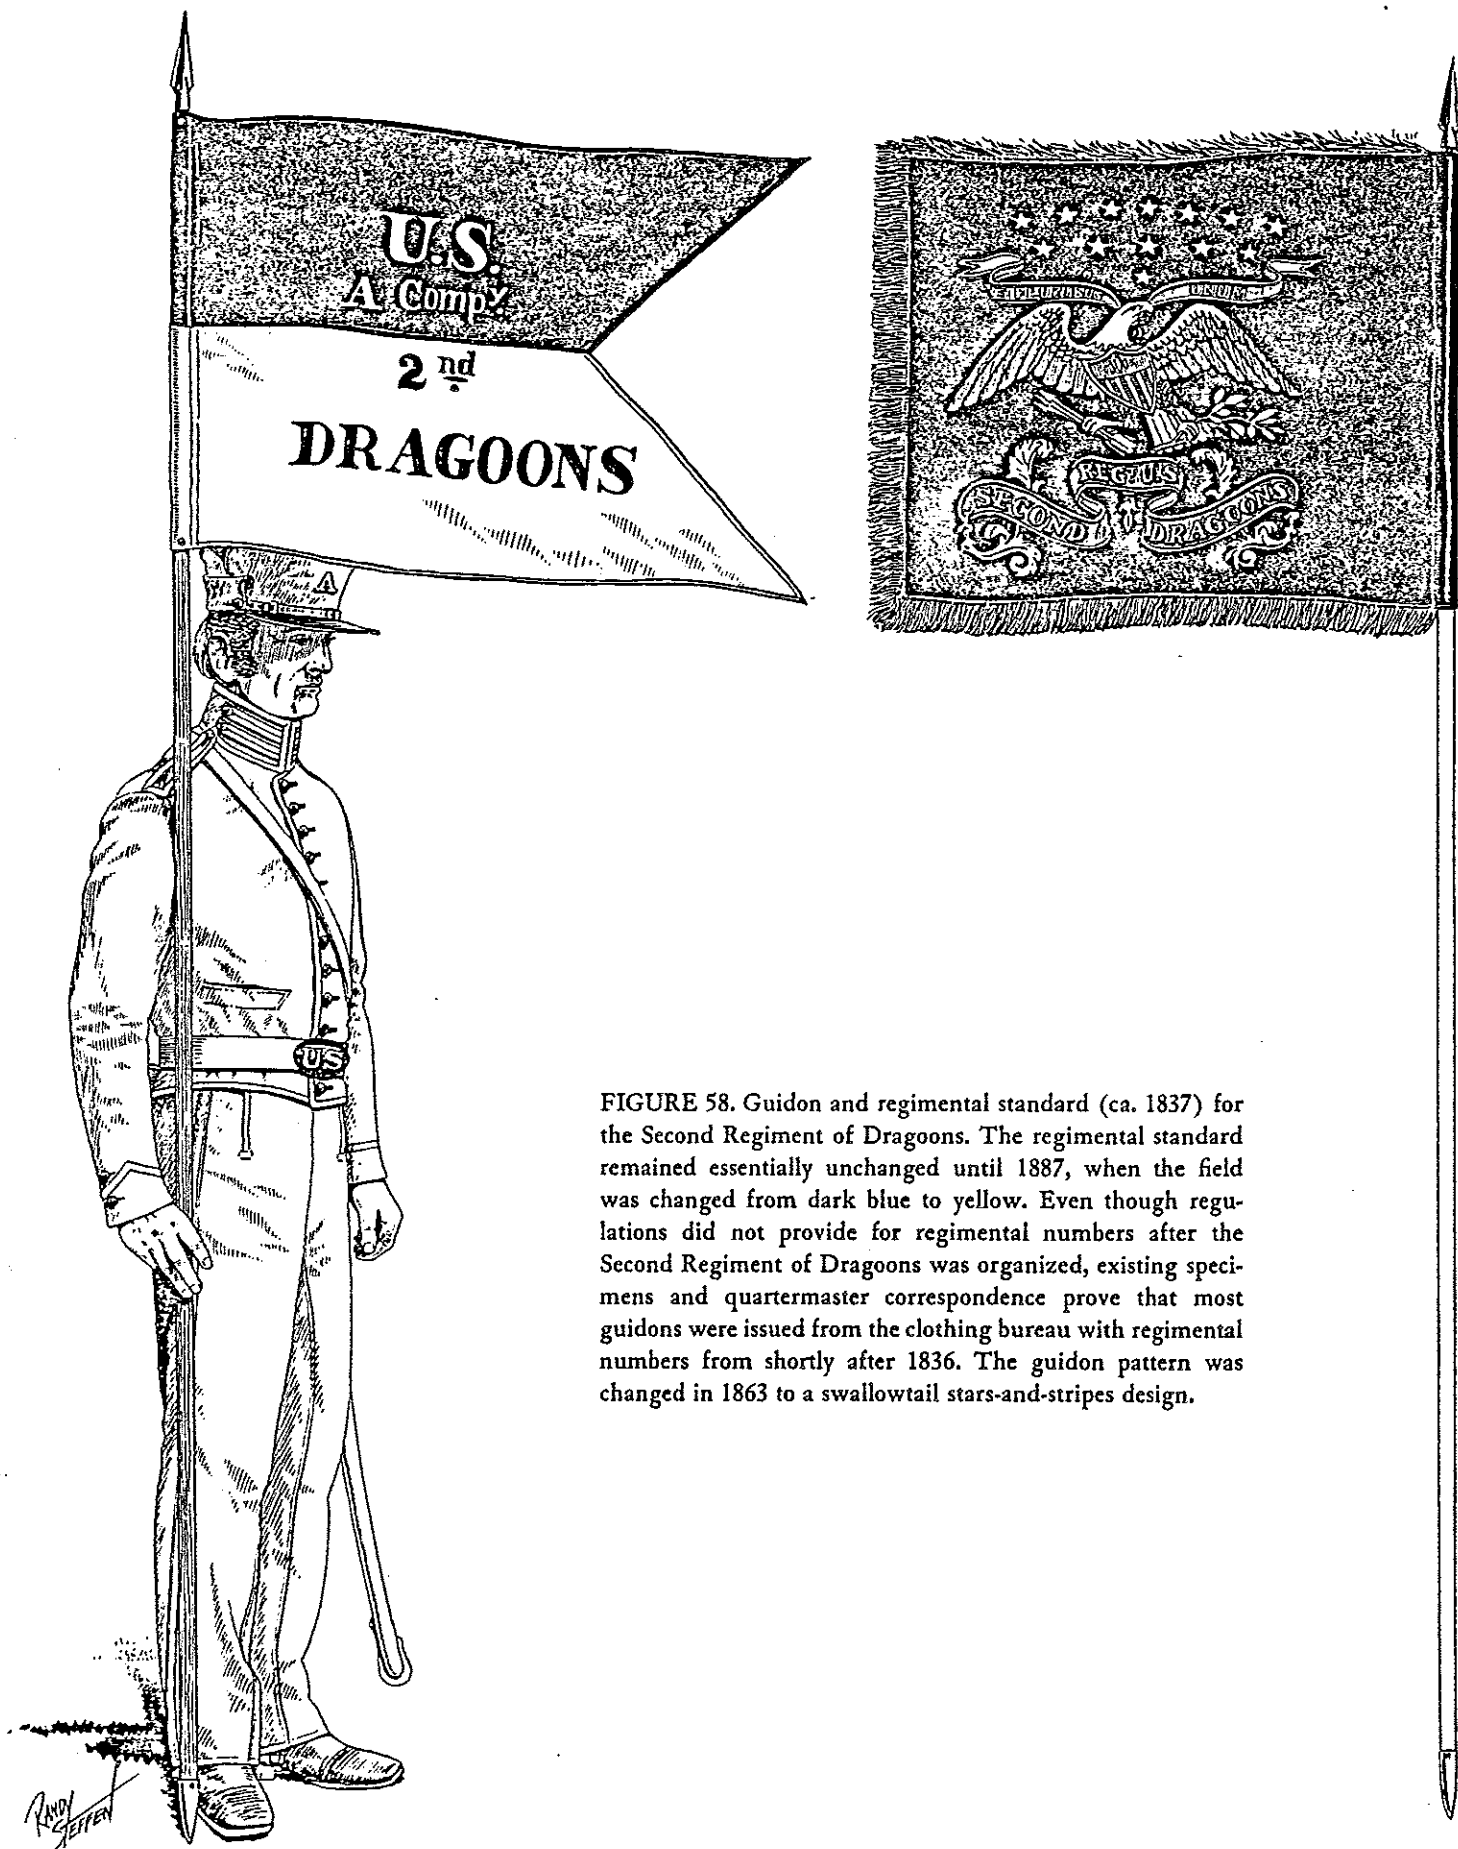 U.S.
A Compy.
2nd
DRAGOONS
A
US
UNUM
REGT. U.S.
SECOND DRAGOONS
FIGURE 58. Guidon and regimental standard (ca. 1837) for
the Second Regiment of Dragoons. The regimental standard
remained essentially unchanged until 1887, when the field
was changed from dark blue to yellow. Even though regu-
lations did not provide for regimental numbers after the
Second Regiment of Dragoons was organized, existing speci-
mens and quartermaster correspondence prove that most
guidons were issued from the clothing bureau with regimental
numbers from shortly after 1836. The guidon pattern was
changed in 1863 to a swallowtail stars-and-stripes design.
RANDY
STEFFEN